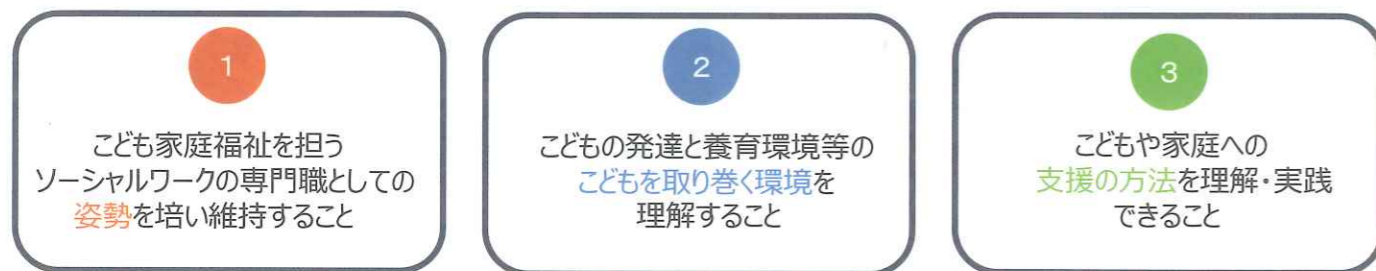 1
こども家庭福祉を担う
ソーシャルワークの専門職としての
姿勢を培い維持すること
2
こどもの発達と養育環境等の
こどもを取り巻く環境を
理解すること
3
こどもや家庭への
支援の方法を理解・実践
できること